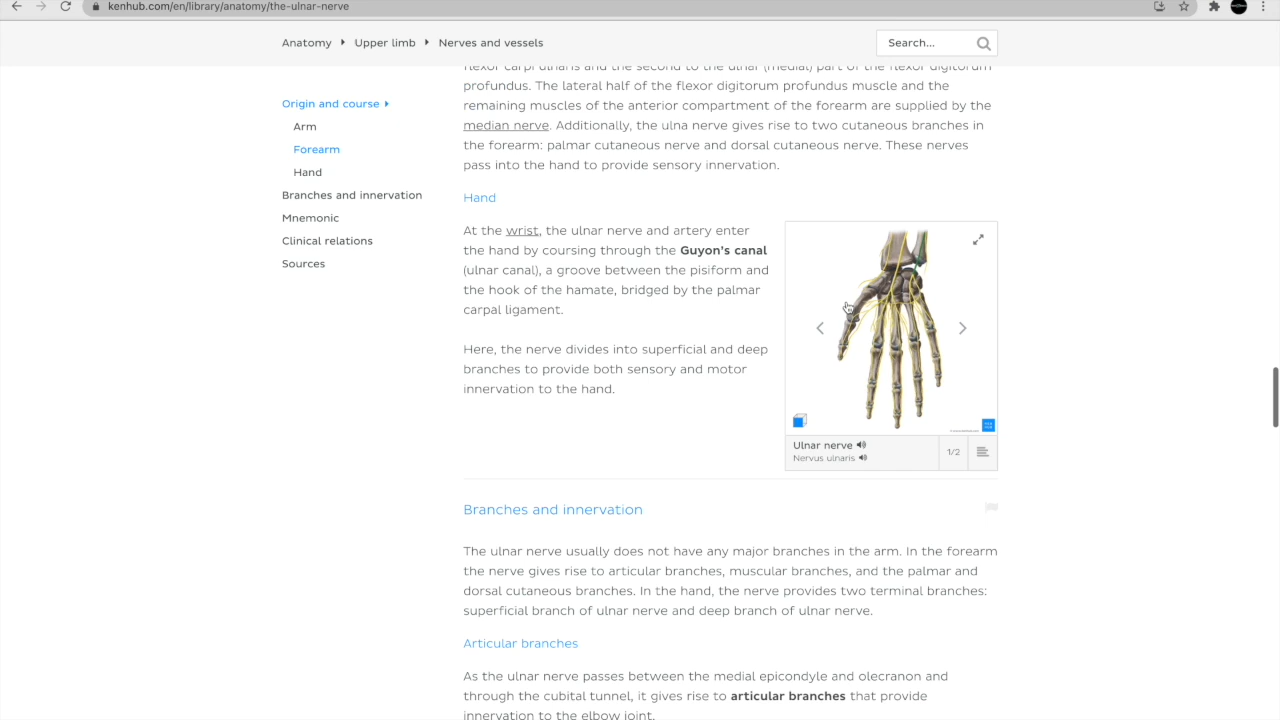 kenhub.com/en/library/anatomy/the-ulnar-nerve
Anatomy Upper limb Nerves and vessels
Search...
Origin and course
Arm
Forearm
Hand
Branches and innervation
Mnemonic
Clinical relations
Sources
flexor carpi ulnaris and the second to the ulnar (medial) part of the flexor digitorum
profundus. The lateral half of the flexor digitorum profundus muscle and the
remaining muscles of the anterior compartment of the forearm are supplied by the
median nerve. Additionally, the ulna nerve gives rise to two cutaneous branches in
the forearm: palmar cutaneous nerve and dorsal cutaneous nerve. These nerves
pass into the hand to provide sensory innervation.
Hand
At the wrist, the ulnar nerve and artery enter
the hand by coursing through the Guyon's canal
(ulnar canal), a groove between the pisiform and
the hook of the hamate, bridged by the palmar
carpal ligament.
Here, the nerve divides into superficial and deep
branches to provide both sensory and motor
innervation to the hand.
Ulnar nerve
Nervus ulnaris
1/2
Branches and innervation
The ulnar nerve usually does not have any major branches in the arm. In the forearm
the nerve gives rise to articular branches, muscular branches, and the palmar and
dorsal cutaneous branches. In the hand, the nerve provides two terminal branches:
superficial branch of ulnar nerve and deep branch of ulnar nerve.
Articular branches
As the ulnar nerve passes between the medial epicondyle and olecranon and
through the cubital tunnel, it gives rise to articular branches that provide
innervation to the elbow joint.